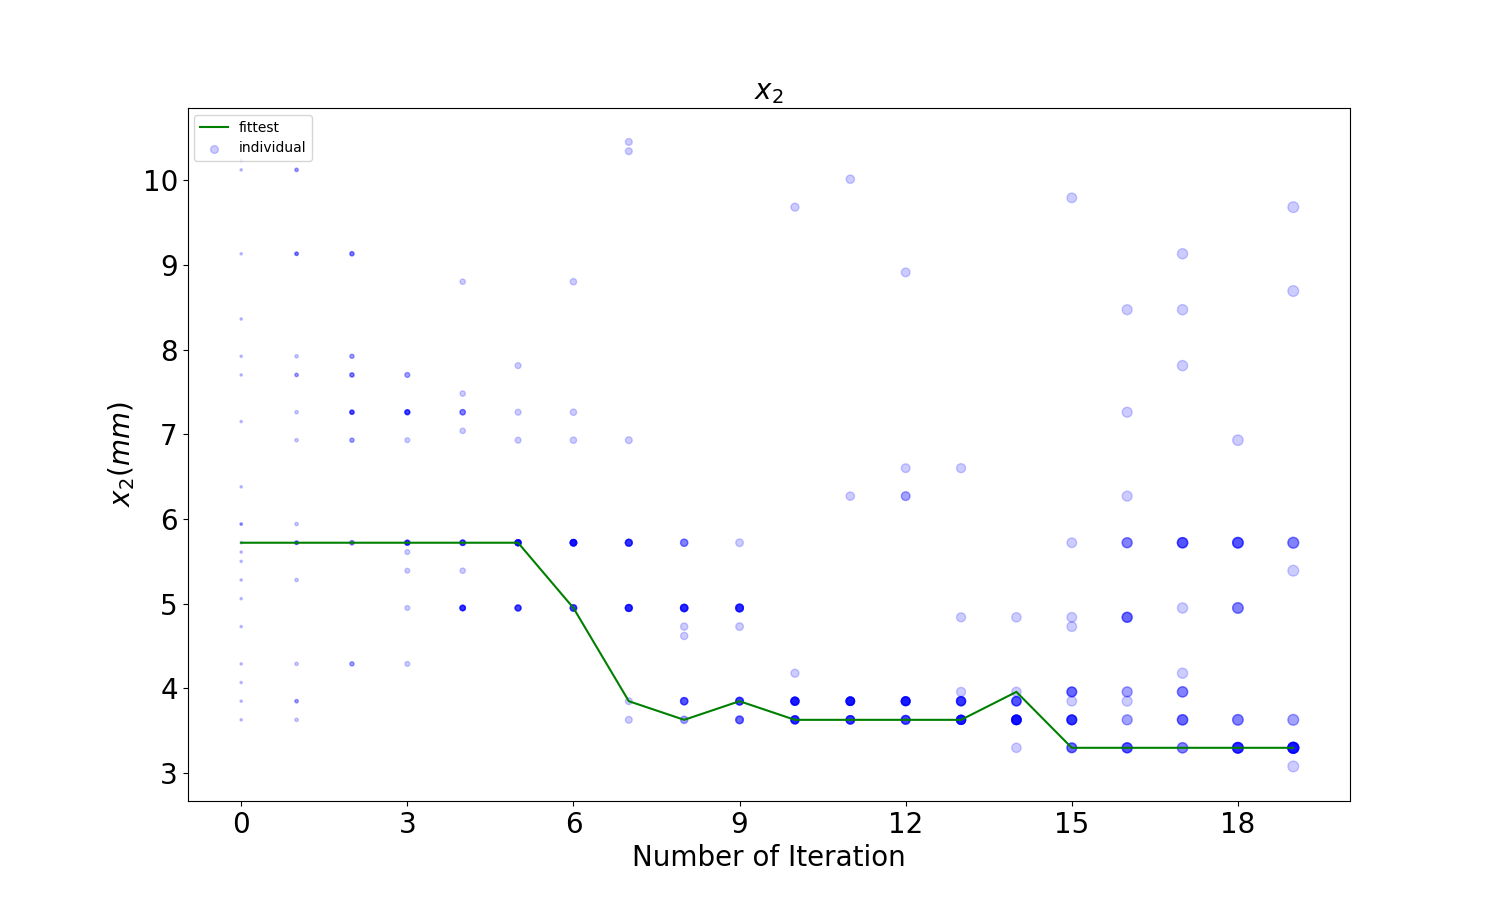 x₂
fittest
individual
10
9
8
7
6
5
4
3
x₂(mm)
0 3 6 9 12 15 18
Number of Iteration